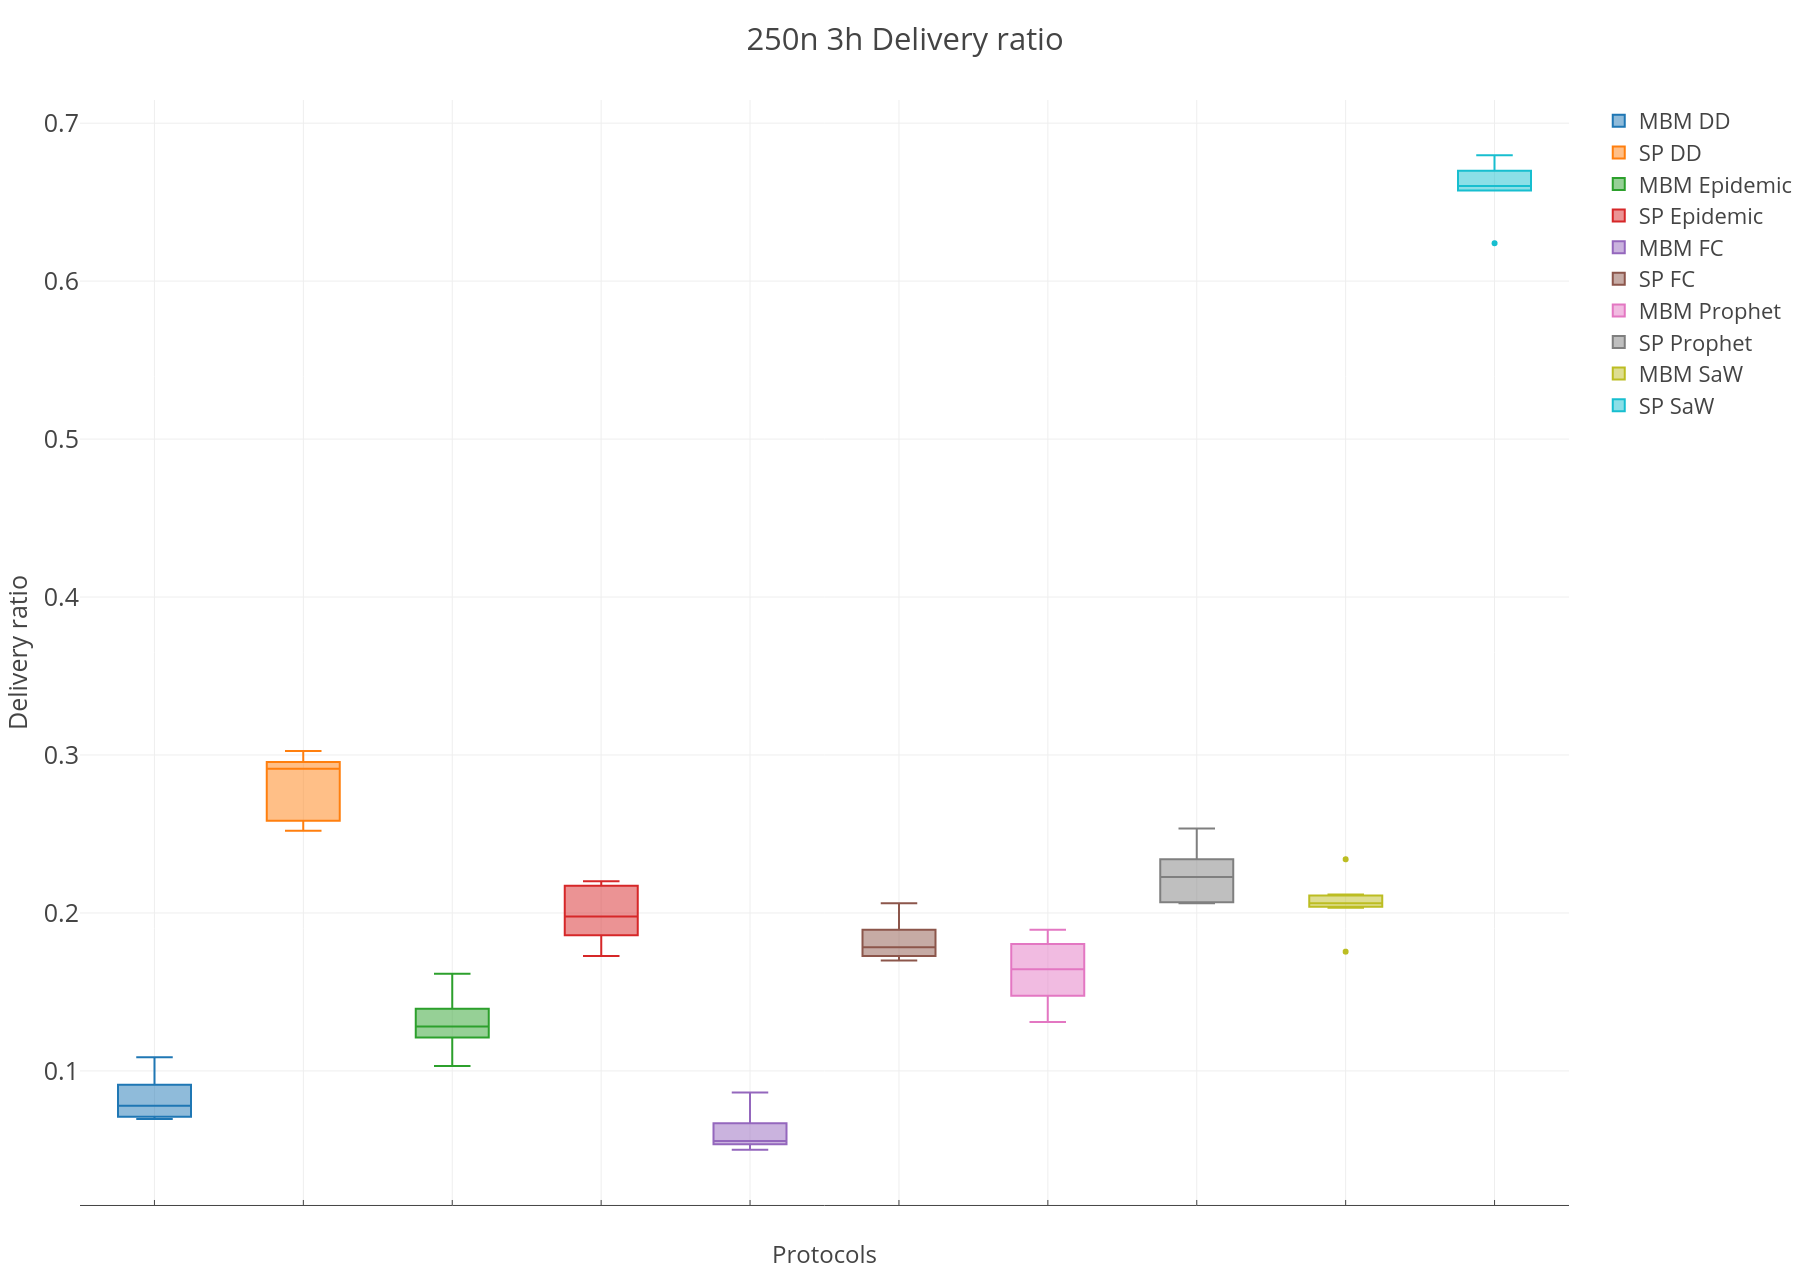 250n 3h Delivery ratio
0.7
0.6
0.5
0.4
0.3
0.2
0.1
Delivery ratio
Protocols
MBM DD
SP DD
MBM Epidemic
SP Epidemic
MBM FC
SP FC
MBM Prophet
SP Prophet
MBM SaW
SP SaW